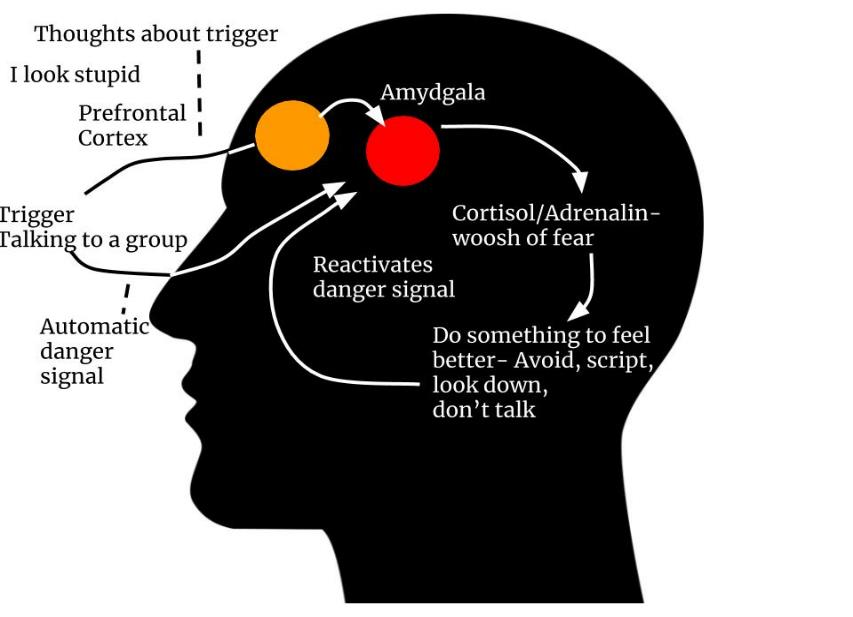 Thoughts about trigger
I look stupid
Prefrontal
Cortex
Amydgala
Trigger
Talking to a group
Cortisol/Adrenalin-
woosh of fear
Reactivates
danger signal
Automatic
danger
signal
Do something to feel
better- Avoid, script,
look down,
don’t talk